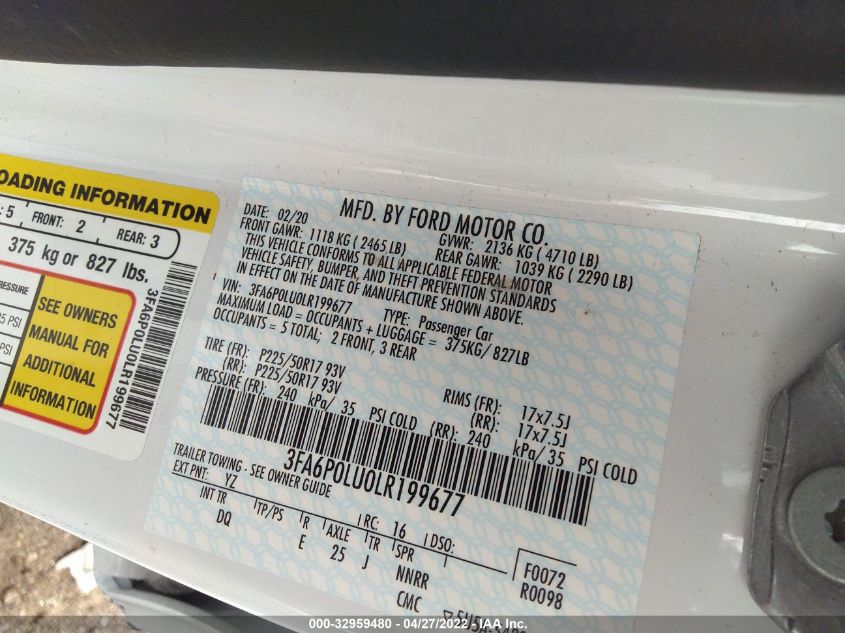 OADING INFORMATION
: 5 FRONT: 2 REAR: 3
375 kg or 827 lbs.
RESSURE
5 PSI
PSI
SEE OWNERS
MANUAL FOR
ADDITIONAL
INFORMATION
3FA6P0LU0LR199677
MFD. BY FORD MOTOR CO.
DATE: 02/20 GVWR: 2136 KG ( 4710 LB)
FRONT GAWR: 1118 KG ( 2465 LB) REAR GAWR: 1039 KG ( 2290 LB)
THIS VEHICLE CONFORMS TO ALL APPLICABLE FEDERAL MOTOR
VEHICLE SAFETY, BUMPER, AND THEFT PREVENTION STANDARDS
IN EFFECT ON THE DATE OF MANUFACTURE SHOWN ABOVE.
VIN: 3FA6P0LU0LR199677 TYPE: Passenger Car
MAXIMUM LOAD = OCCUPANTS + LUGGAGE = 375KG/ 827LB
OCCUPANTS = 5 TOTAL; 2 FRONT, 3 REAR
TIRE (FR): P225/50R17 93V RIMS (FR): 17x7.5J
(RR): P225/50R17 93V (RR): 17x7.5J
PRESSURE (FR): 240 kPa/ 35 PSI COLD (RR): 240 kPa/ 35 PSI COLD
3FA6P0LU0LR199677
TRAILER TOWING - SEE OWNER GUIDE
EXT PNT: YZ RC: 16 DSO: F0072
INT TR TP/PS R AXLE TR SPR R0098
DQ E 25 J NNRR
CMC
000-32959480 - 04/27/2022 - IAA Inc.